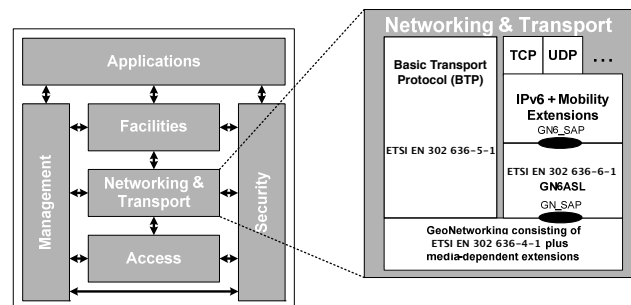 Applications
Management
Facilities
Networking &
Transport
Access
Security
Networking & Transport
Basic Transport
Protocol (BTP)
ETSI EN 302 636-5-1
TCP
UDP
...
IPv6 + Mobility
Extensions
GN6_SAP
ETSI EN 302 636-6-1
GN6ASL
GN_SAP
GeoNetworking consisting of
ETSI EN 302 636-4-1 plus
media-dependent extensions